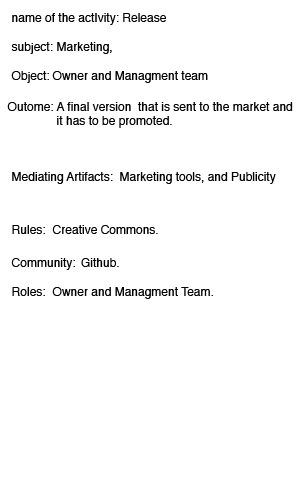 name of the actIvity: Release
subject: Marketing,
Object: Owner and Managment team
Outome: A final version that is sent to the market and
it has to be promoted.
Mediating Artifacts: Marketing tools, and Publicity
Rules: Creative Commons.
Community: Github.
Roles: Owner and Managment Team.